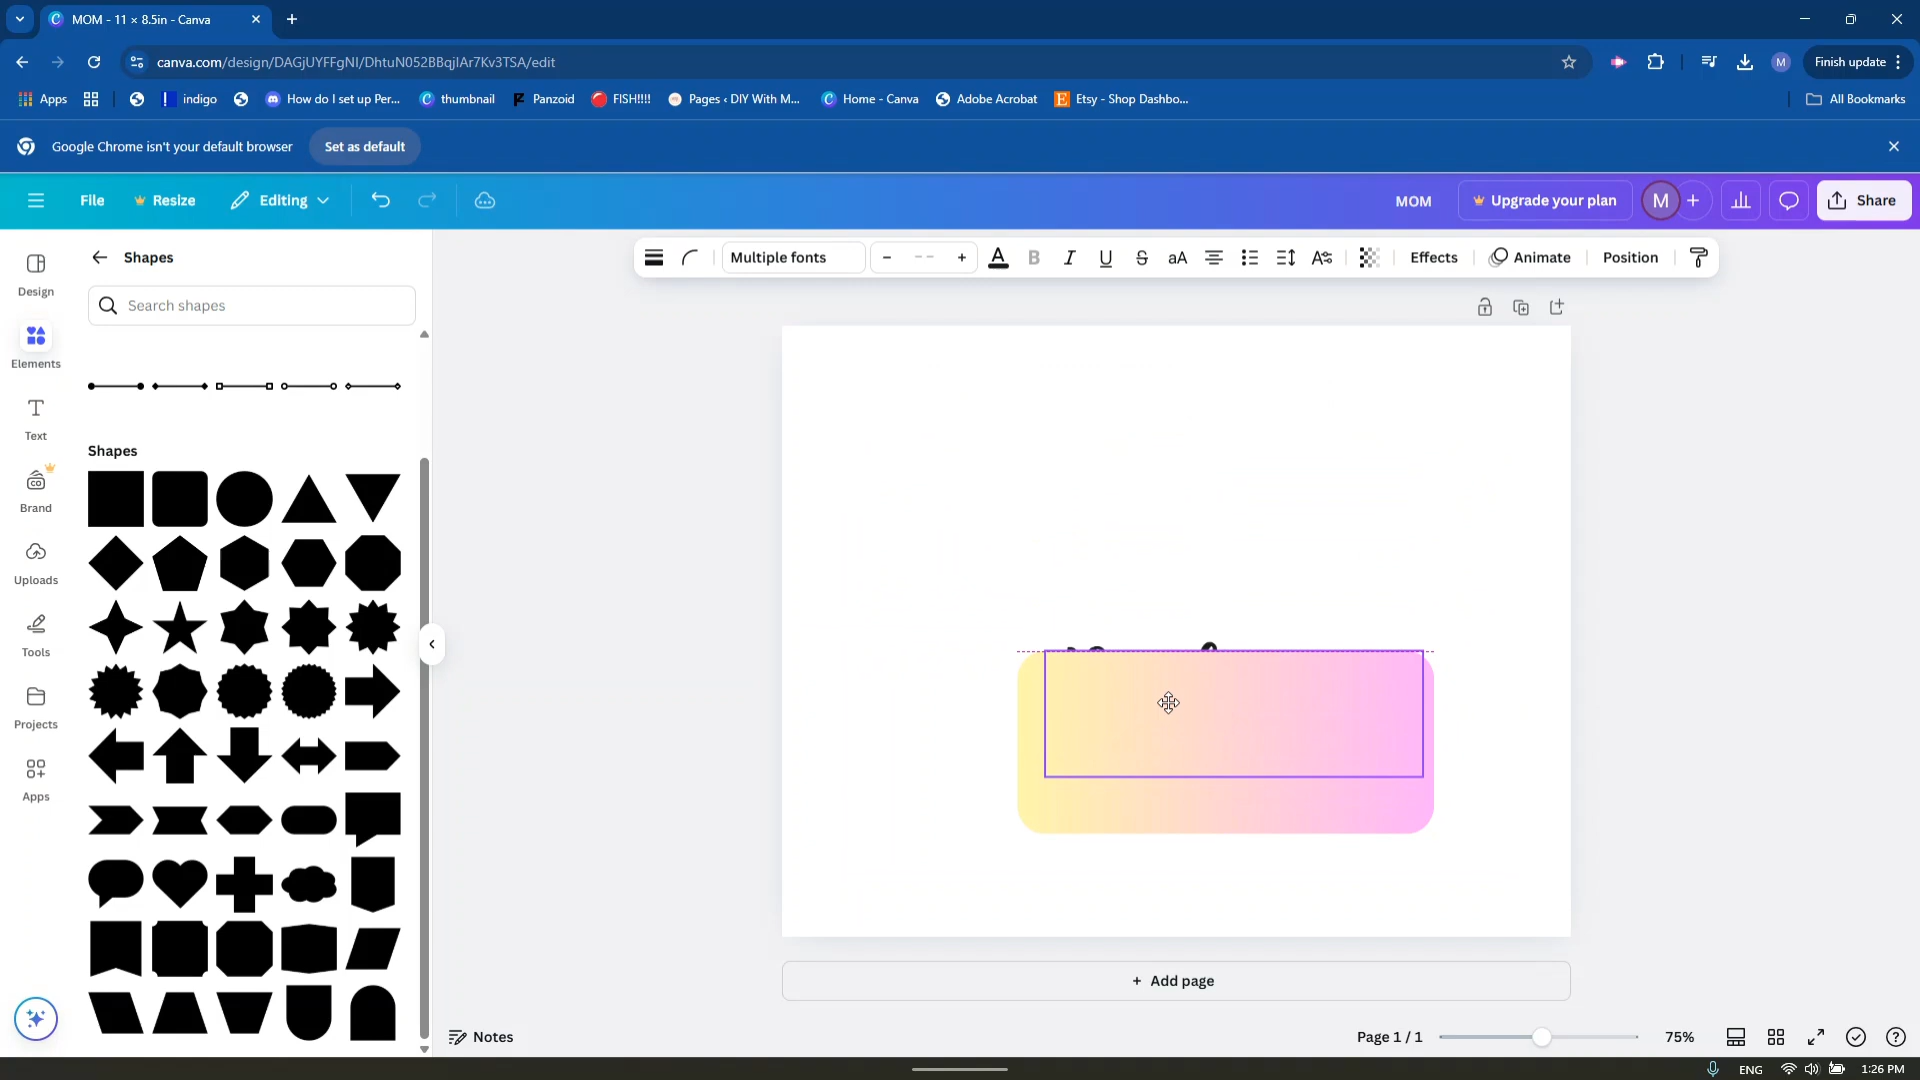 MOM - 11 × 8.5in - Canva
canva.com/design/DAGjUYFFgNI/DhtuN052BBqjIAr7Kv3TSA/edit
M
Finish update
Apps
indigo
How do I set up Per...
thumbnail
Panzoid
FISH!!!!
Pages ‹ DIY With M...
Home - Canva
Adobe Acrobat
Etsy - Shop Dashbo...
All Bookmarks
Google Chrome isn't your default browser
Set as default
File
Resize
Editing
MOM
Upgrade your plan
M
+
Share
Design
Elements
Text
Brand
Uploads
Tools
Projects
Apps
Shapes
Search shapes
Shapes
Multiple fonts
– -- +
A B I U S aA
Effects
Animate
Position
+ Add page
Notes
Page 1 / 1
75%
ENG
1:26 PM